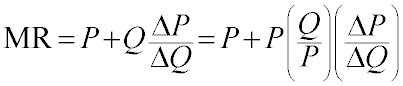 MR = P + Q ΔP/ΔQ = P + P (Q/P) (ΔP/ΔQ)